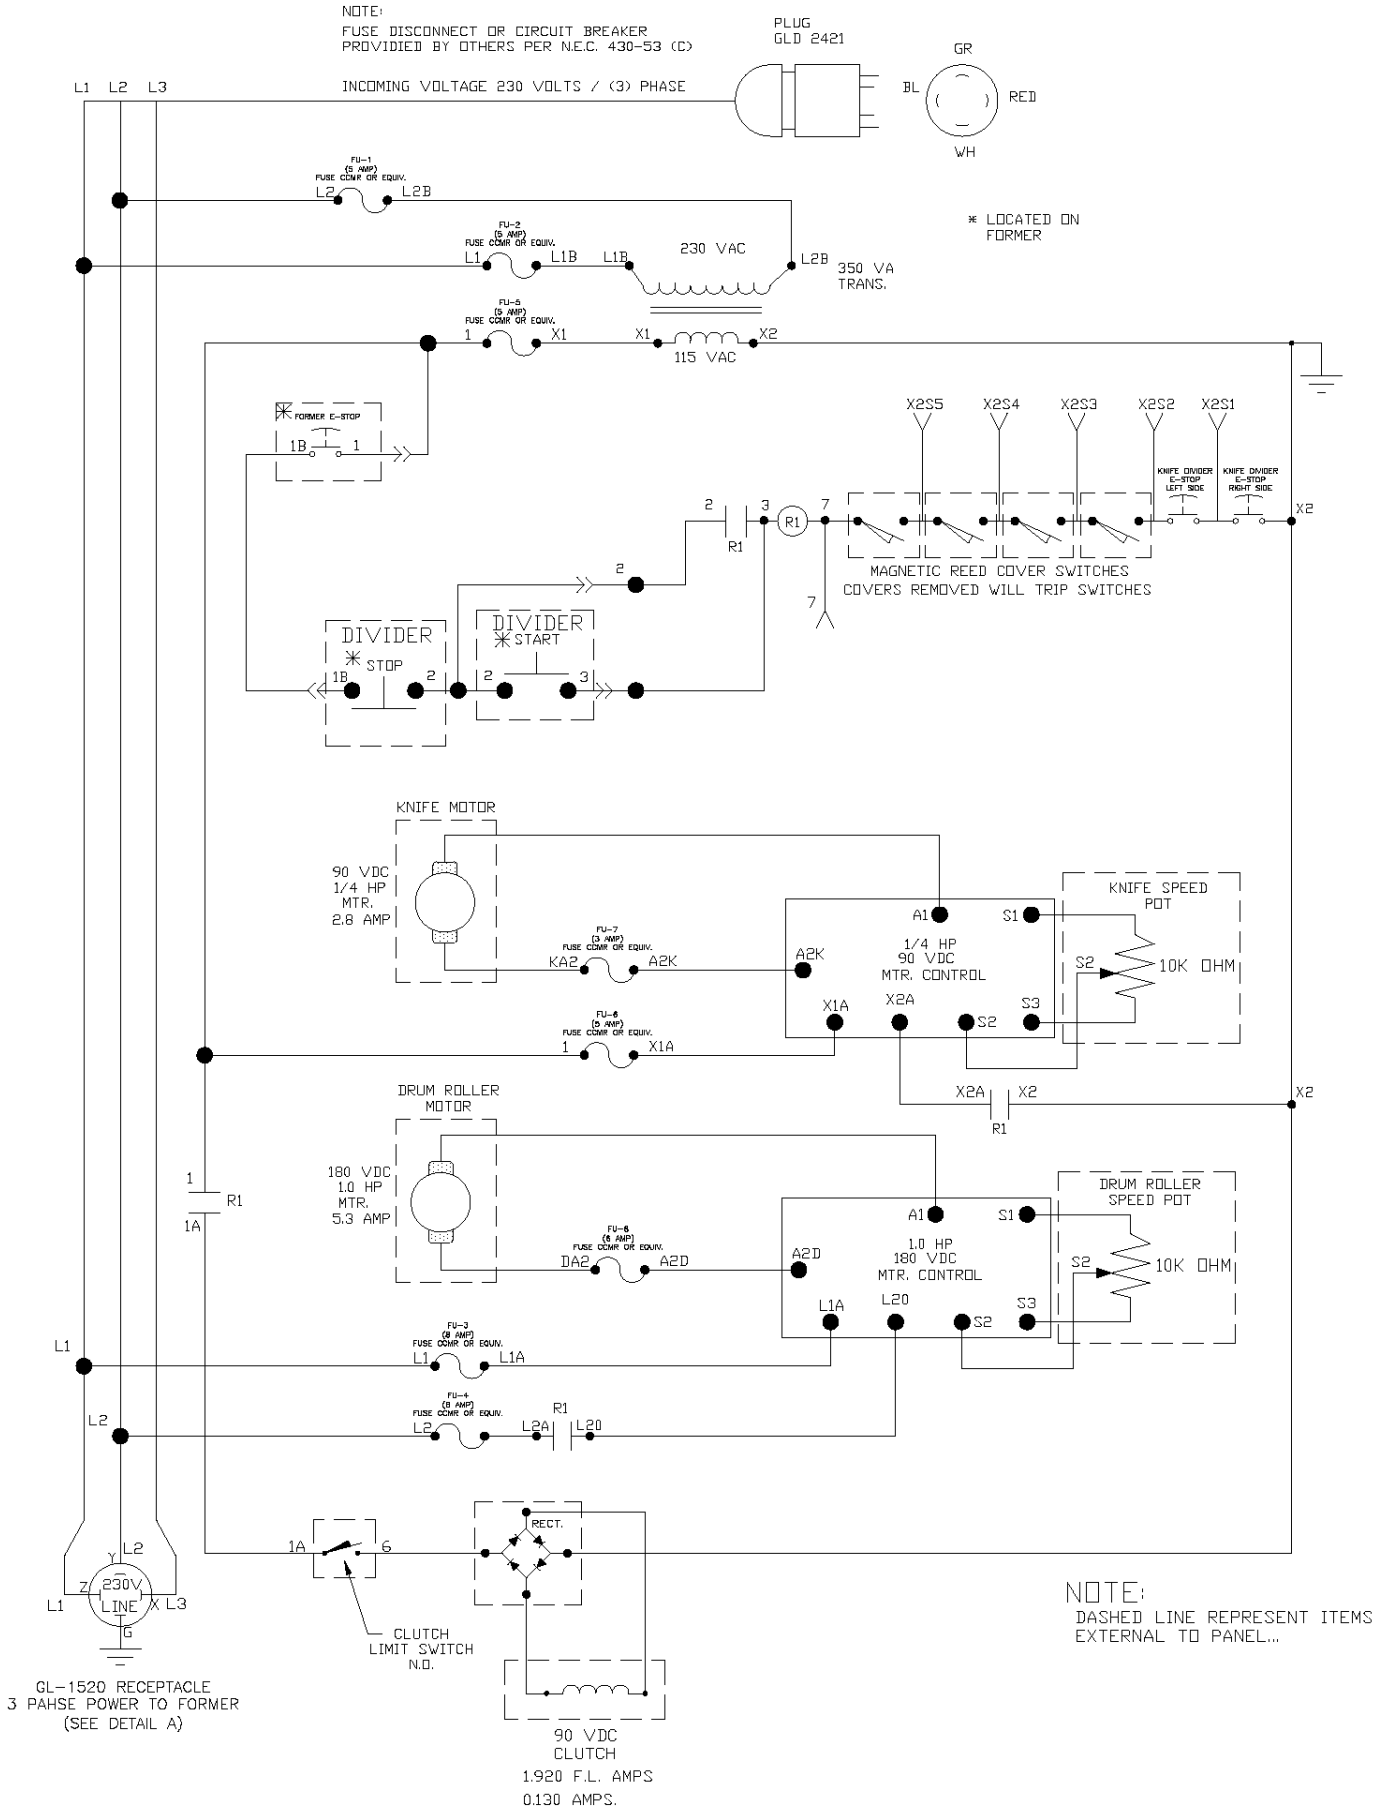 NOTE:
FUSE DISCONNECT OR CIRCUIT BREAKER
PROVIDIED BY OTHERS PER N.E.C. 430-53 (C)
INCOMING VOLTAGE 230 VOLTS / (3) PHASE
PLUG
GLD 2421
GR
BL
RED
WH
L1 L2 L3
FU-1
(5 AMP)
FUSE CCMR OR EQUIV.
L2 L2B
* LOCATED ON
FORMER
FU-2
(5 AMP)
FUSE CCMR OR EQUIV.
L1 L1B L1B
230 VAC
L2B
350 VA
TRANS.
FU-5
(5 AMP)
FUSE CCMR OR EQUIV.
1 X1 X1 X2
115 VAC
* FORMER E-STOP
1B 1
X2S5 X2S4 X2S3 X2S2 X2S1
KNIFE DIVIDER
E-STOP
LEFT SIDE
KNIFE DIVIDER
E-STOP
RIGHT SIDE
2 3 R1 7 X2
R1
MAGNETIC REED COVER SWITCHES
COVERS REMOVED WILL TRIP SWITCHES
2
7
DIVIDER
* STOP
1B 2
DIVIDER
* START
2 3
KNIFE MOTOR
90 VDC
1/4 HP
MTR.
2.8 AMP
A1 S1
1/4 HP
90 VDC
MTR. CONTROL
A2K
X1A X2A S2 S3
KNIFE SPEED
POT
S2 10K OHM
FU-7
(3 AMP)
FUSE CCMR OR EQUIV.
KA2 A2K
FU-6
(5 AMP)
FUSE CCMR OR EQUIV.
1 X1A
X2A X2 X2
R1
DRUM ROLLER
MOTOR
180 VDC
1.0 HP
MTR.
5.3 AMP
1
R1
1A
A1 S1
1.0 HP
180 VDC
MTR. CONTROL
A2D
L1A L20 S2 S3
DRUM ROLLER
SPEED POT
S2 10K OHM
(6 AMP)
FUSE CCMR OR EQUIV.
DA2 A2D
FU-3
(8 AMP)
FUSE CCMR OR EQUIV.
L1 L1 L1A
FU-4
(8 AMP)
FUSE CCMR OR EQUIV.
L2 L2 L2A R1 L20
1A 6
RECT.
CLUTCH
LIMIT SWITCH
N.O.
Y L2
Z 230V
L1 LINE X L3
G
GL-1520 RECEPTACLE
3 PAHSE POWER TO FORMER
(SEE DETAIL A)
90 VDC
CLUTCH
1.920 F.L. AMPS
0.130 AMPS.
NOTE:
DASHED LINE REPRESENT ITEMS
EXTERNAL TO PANEL...